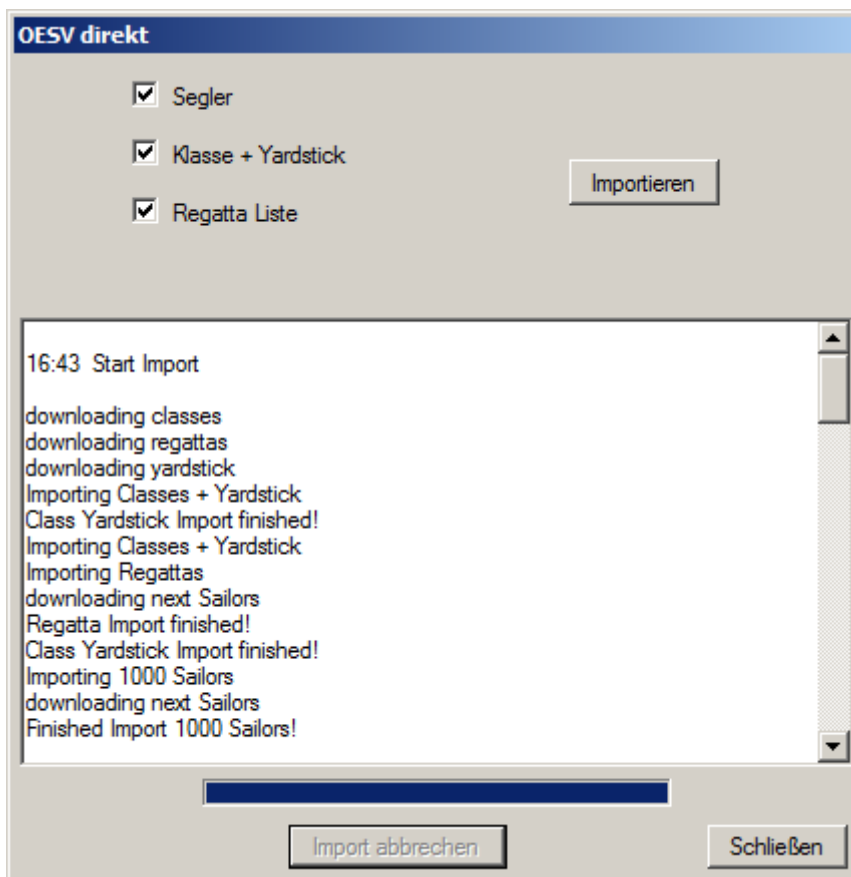 OESV direkt
Segler
Klasse + Yardstick
Importieren
Regatta Liste
16:43  Start Import
downloading classes
downloading regattas
downloading yardstick
Importing Classes + Yardstick
Class Yardstick Import finished!
Importing Classes + Yardstick
Importing Regattas
downloading next Sailors
Regatta Import finished!
Class Yardstick Import finished!
Importing 1000 Sailors
downloading next Sailors
Finished Import 1000 Sailors!
Import abbrechen
Schließen